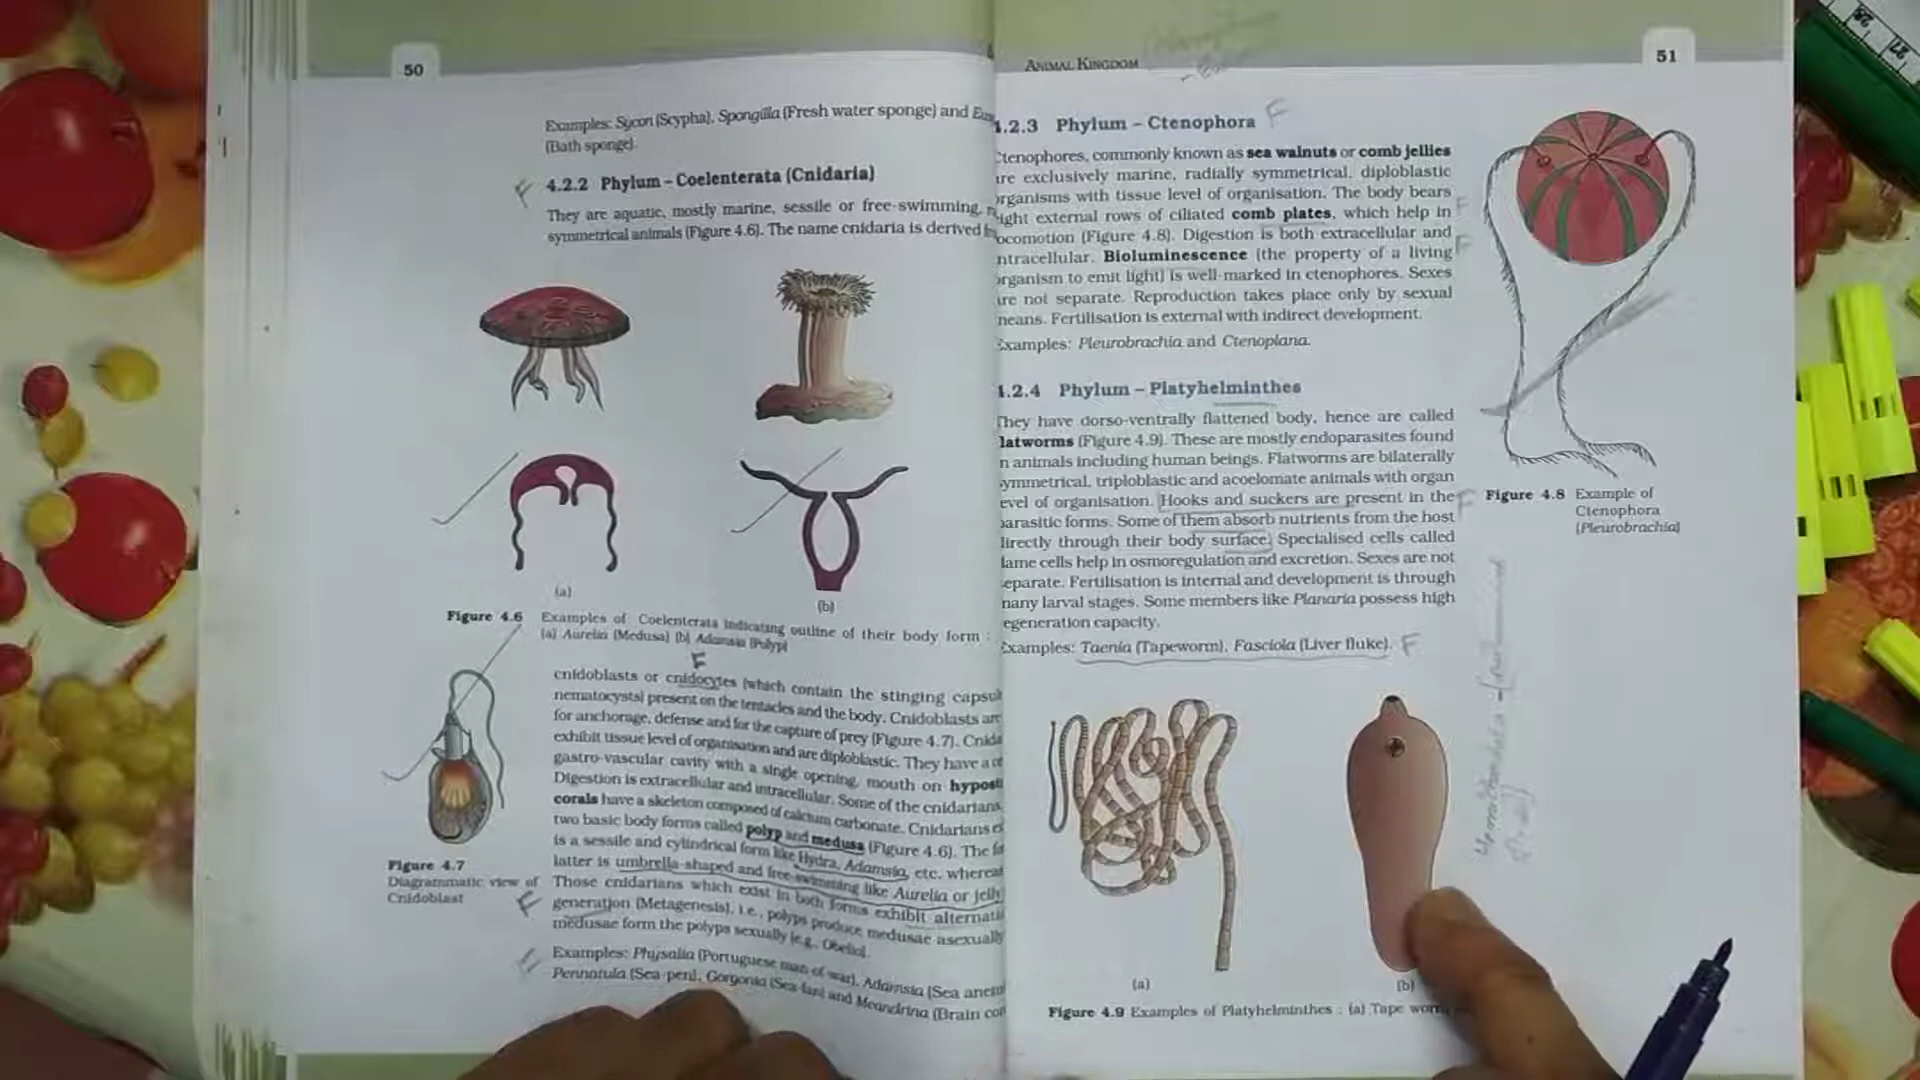 50
Examples: Sycon (Scypha), Spongilla (Fresh water sponge) and
(Bath sponge).
4.2.2 Phylum – Coelenterata (Cnidaria)
They are aquatic, mostly marine, sessile or free-swimming,
symmetrical animals (Figure 4.6). The name cnidaria is derived
(a)
(b)
Figure 4.6 Examples of Coelenterata indicating outline of their body form :
(a) Aurelia (Medusa) (b) Adamsia (Polyp)
F
cnidoblasts or cnidocytes (which contain the stinging capsul
nematocysts) present on the tentacles and the body. Cnidoblasts are
for anchorage, defense and for the capture of prey (Figure 4.7). Cnida
exhibit tissue level of organisation and are diploblastic. They have a ce
gastro-vascular cavity with a single opening, mouth on hypost
Digestion is extracellular and intracellular. Some of the cnidarians,
corals have a skeleton composed of calcium carbonate. Cnidarians e
two basic body forms called polyp and medusa (Figure 4.6). The fo
is a sessile and cylindrical form like Hydra, Adamsia, etc. whereas
latter is umbrella-shaped and free-swimming like Aurelia or jelly
Those cnidarians which exist in both forms exhibit alternati
generation (Metagenesis), i.e., polyps produce medusae asexually
medusae form the polyps sexually (e.g., Obelia).
Examples: Physalia (Portuguese man-of-war), Adamsia (Sea anem
Pennatula (Sea-pen), Gorgonia (Sea-fan) and Meandrina (Brain cor
Figure 4.7
Diagrammatic view of
Cnidoblast
F
F
ANIMAL KINGDOM
51
4.2.3 Phylum – Ctenophora F
Ctenophores, commonly known as sea walnuts or comb jellies
are exclusively marine, radially symmetrical, diploblastic
organisms with tissue level of organisation. The body bears
eight external rows of ciliated comb plates, which help in F
ocomotion (Figure 4.8). Digestion is both extracellular and
ntracellular. Bioluminescence (the property of a living F
organism to emit light) is well-marked in ctenophores. Sexes
are not separate. Reproduction takes place only by sexual
means. Fertilisation is external with indirect development.
Examples: Pleurobrachia and Ctenoplana.
4.2.4 Phylum – Platyhelminthes
They have dorso-ventrally flattened body, hence are called
latworms (Figure 4.9). These are mostly endoparasites found
n animals including human beings. Flatworms are bilaterally
symmetrical, triploblastic and acoelomate animals with organ
evel of organisation. Hooks and suckers are present in the F
parasitic forms. Some of them absorb nutrients from the host
directly through their body surface. Specialised cells called
lame cells help in osmoregulation and excretion. Sexes are not
eparate. Fertilisation is internal and development is through
many larval stages. Some members like Planaria possess high
egeneration capacity.
Examples: Taenia (Tapeworm), Fasciola (Liver fluke). F
Figure 4.8 Example of
Ctenophora
(Pleurobrachia)
(a)
(b)
Figure 4.9 Examples of Platyhelminthes : (a) Tape worm